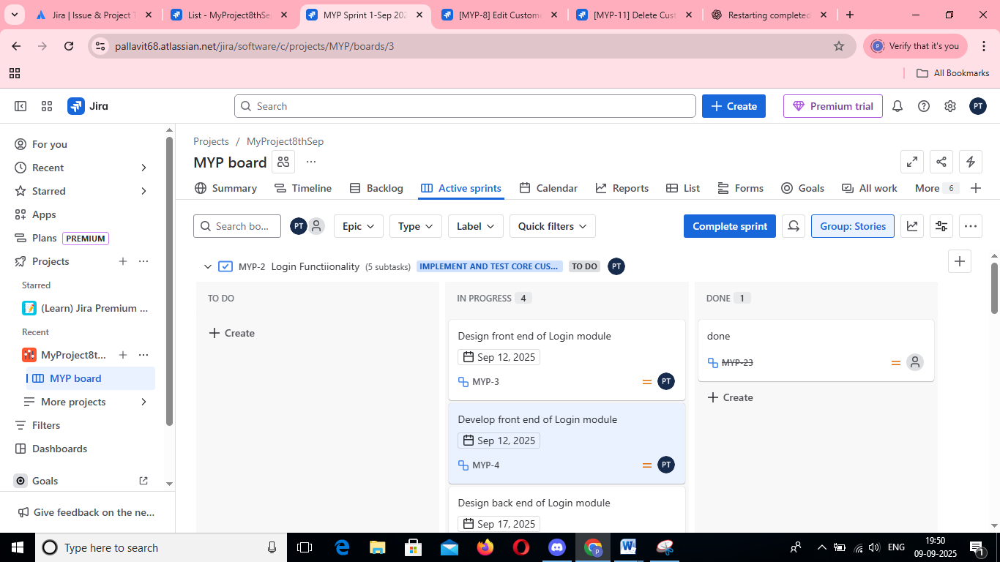 Jira | Issue & Project T
List - MyProject8thSe
MYP Sprint 1-Sep 202
[MYP-8] Edit Custome
[MYP-11] Delete Cust
Restarting completed
pallavit68.atlassian.net/jira/software/c/projects/MYP/boards/3
P
Verify that it's you
All Bookmarks
Jira
Search
Create
Premium trial
PT
For you
Recent
Starred
Apps
Plans
PREMIUM
Projects
Starred
(Learn) Jira Premium ...
Recent
MyProject8t...
MYP board
More projects
Filters
Dashboards
Goals
Give feedback on the ne...
Projects / MyProject8thSep
MYP board
Summary
Timeline
Backlog
Active sprints
Calendar
Reports
List
Forms
Goals
All work
More 6
Search bo...
PT
Epic
Type
Label
Quick filters
Complete sprint
Group: Stories
MYP-2 Login Functiionality (5 subtasks) IMPLEMENT AND TEST CORE CUS... TO DO PT
TO DO
Create
IN PROGRESS 4
Design front end of Login module
Sep 12, 2025
MYP-3
PT
Develop front end of Login module
Sep 12, 2025
MYP-4
PT
Design back end of Login module
Sep 17, 2025
DONE 1
done
MYP-23
Create
Type here to search
ENG
19:50
09-09-2025
1